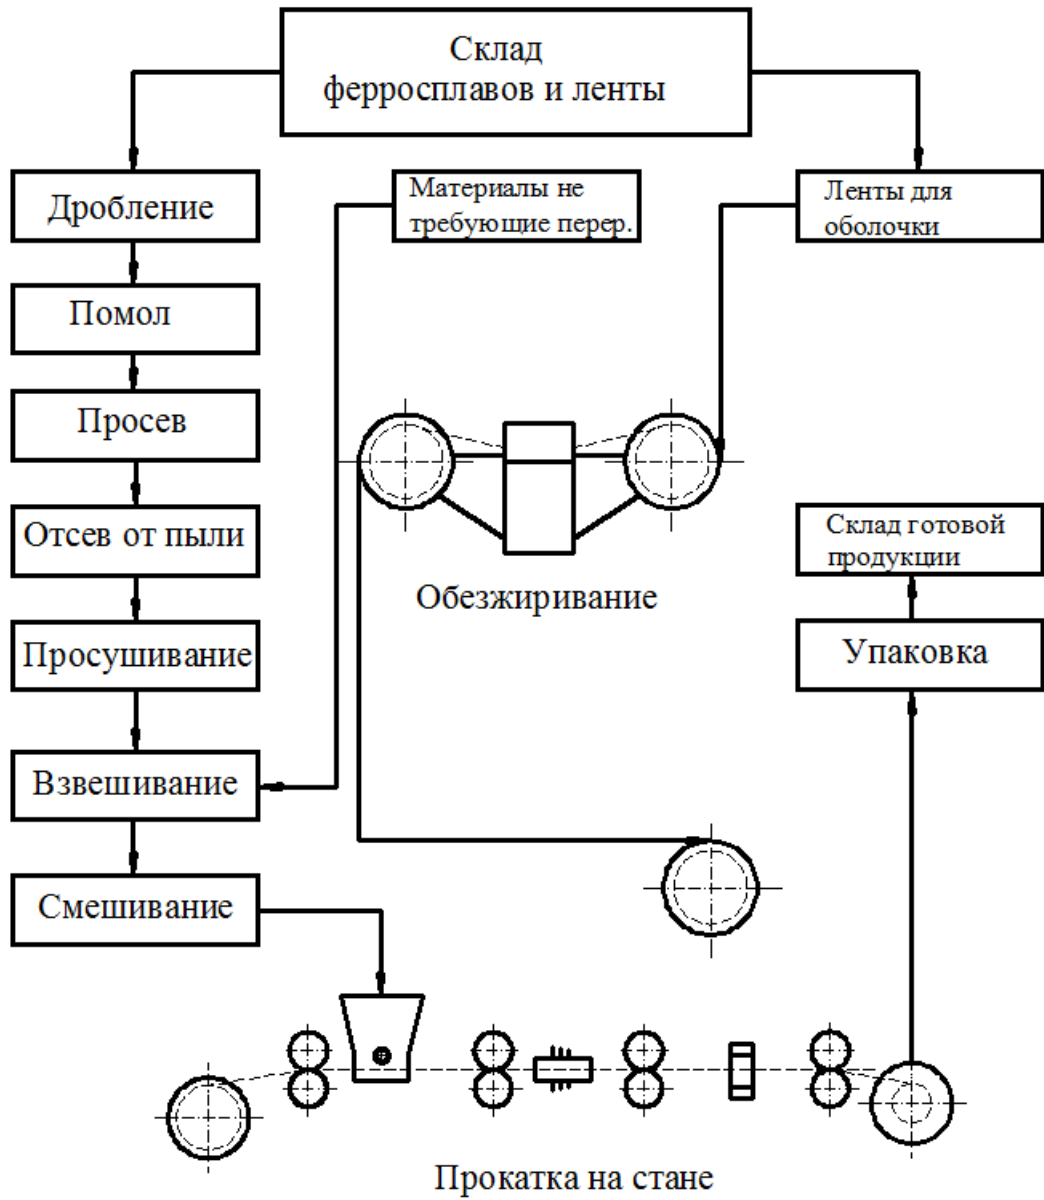 Склад
ферросплавов и ленты
Дробление
Материалы не
требующие перер.
Ленты для
оболочки
Помол
Просев
Отсев от пыли
Обезжиривание
Склад готовой
продукции
Просушивание
Упаковка
Взвешивание
Смешивание
Прокатка на стане